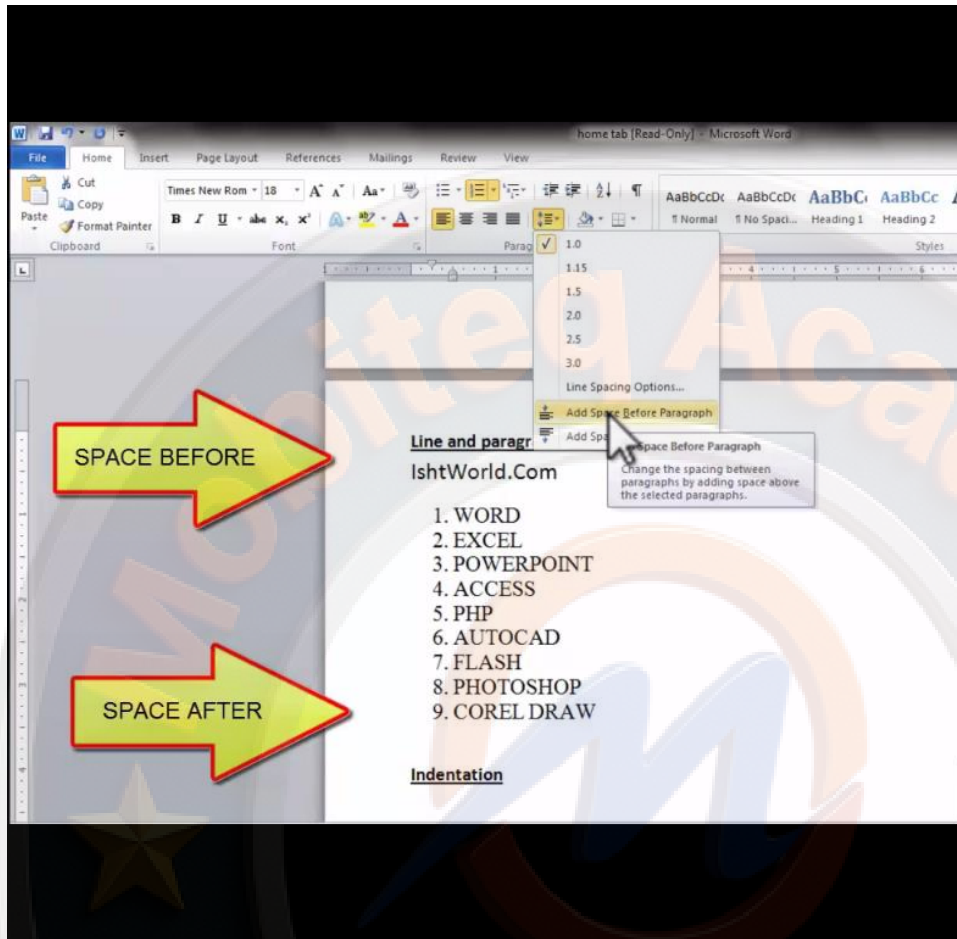 home tab [Read-Only] - Microsoft Word
File Home Insert Page Layout References Mailings Review View
Cut
Copy
Format Painter
Paste
Clipboard
Times New Rom 18
Font
Parag
AaBbCcDc AaBbCcDc AaBbC AaBbCc
¶ Normal ¶ No Spaci... Heading 1 Heading 2
Styles
1.0
1.15
1.5
2.0
2.5
3.0
Line Spacing Options...
Add Space Before Paragraph
Add Spa
Space Before Paragraph
Change the spacing between
paragraphs by adding space above
the selected paragraphs.
SPACE BEFORE
Line and paragr
IshtWorld.Com
1. WORD
2. EXCEL
3. POWERPOINT
4. ACCESS
5. PHP
6. AUTOCAD
7. FLASH
8. PHOTOSHOP
9. COREL DRAW
SPACE AFTER
Indentation
Mobiteq Aca